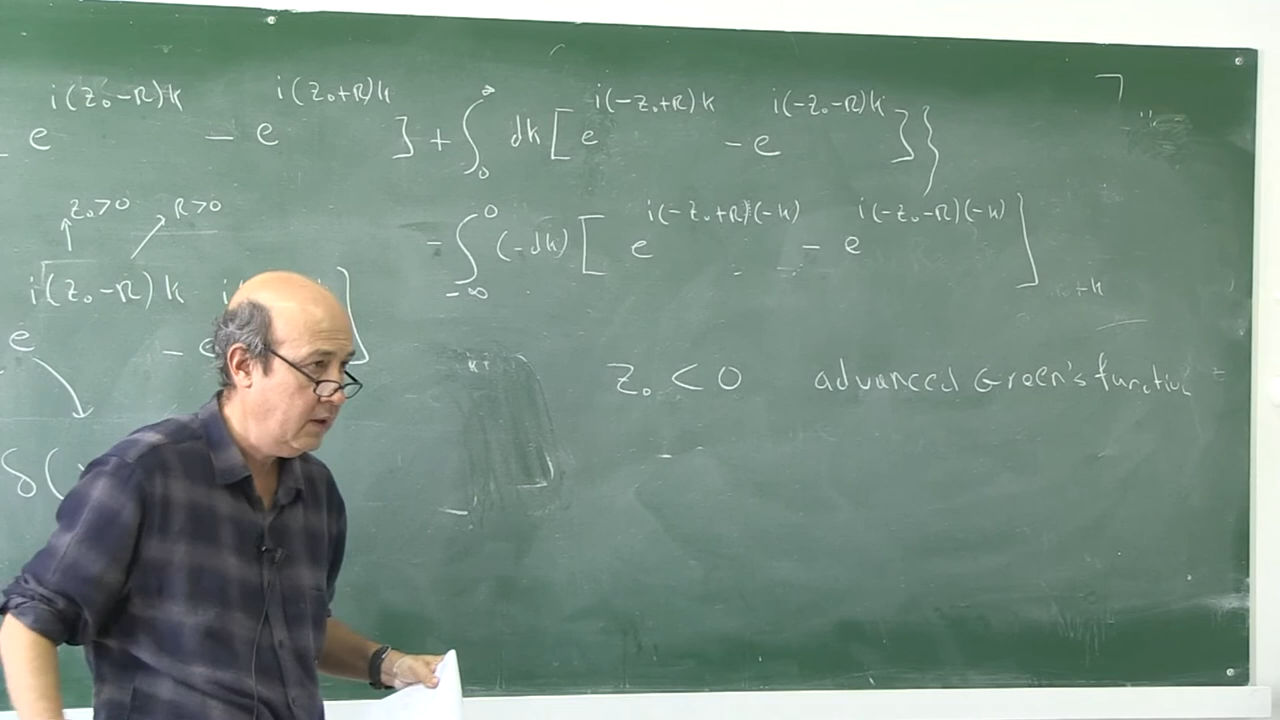 e^{i(z₀-R)k} - e^{i(z₀+R)k} ] + ∫₀^∞ dk [ e^{i(-z₀+R)k} - e^{i(-z₀-R)k} ] }
z₀>0 R>0
- ∫_{-∞}^0 (-dk) [ e^{i(-z₀+R)(-k)} - e^{i(-z₀-R)(-k)} ]
e^{i(z₀-R)k} - e
z₀ < 0 advanced Green's function
δ(